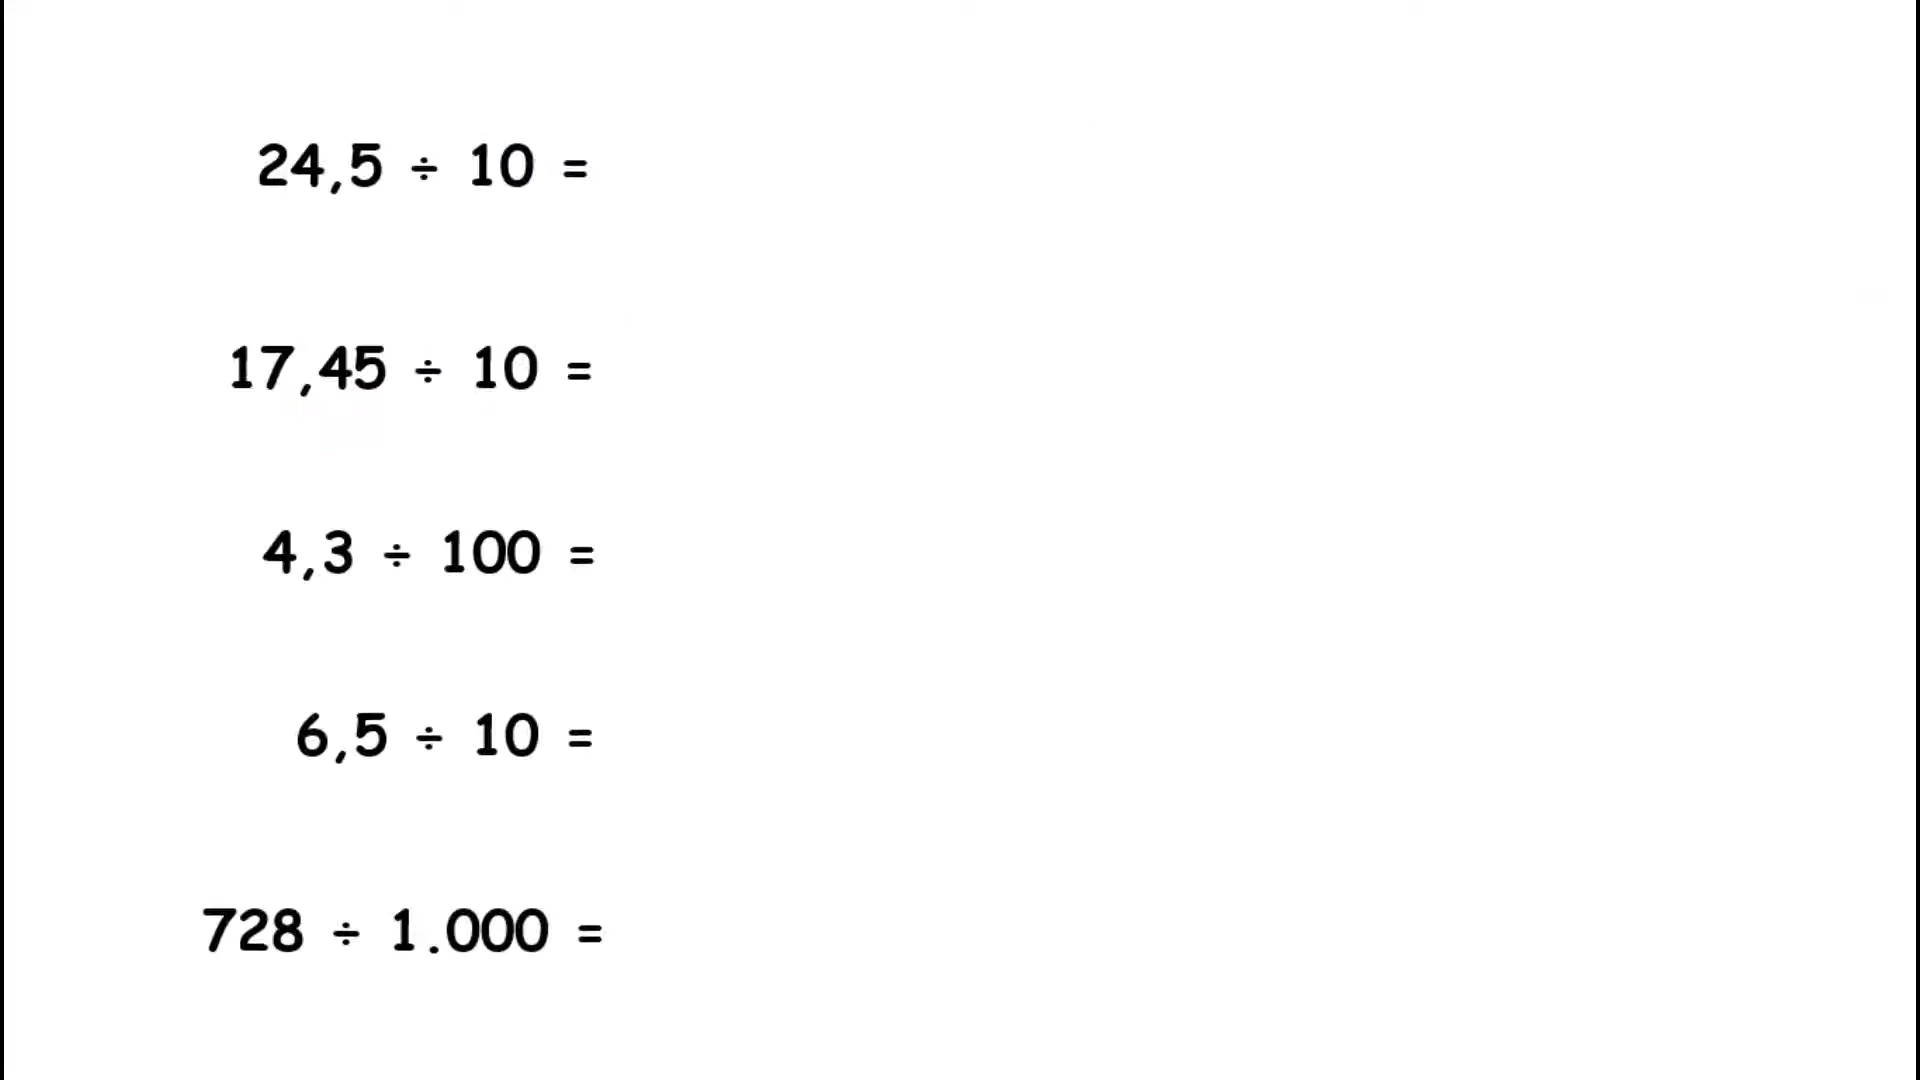 24,5 ÷ 10 =
17,45 ÷ 10 =
4,3 ÷ 100 =
6,5 ÷ 10 =
728 ÷ 1.000 =